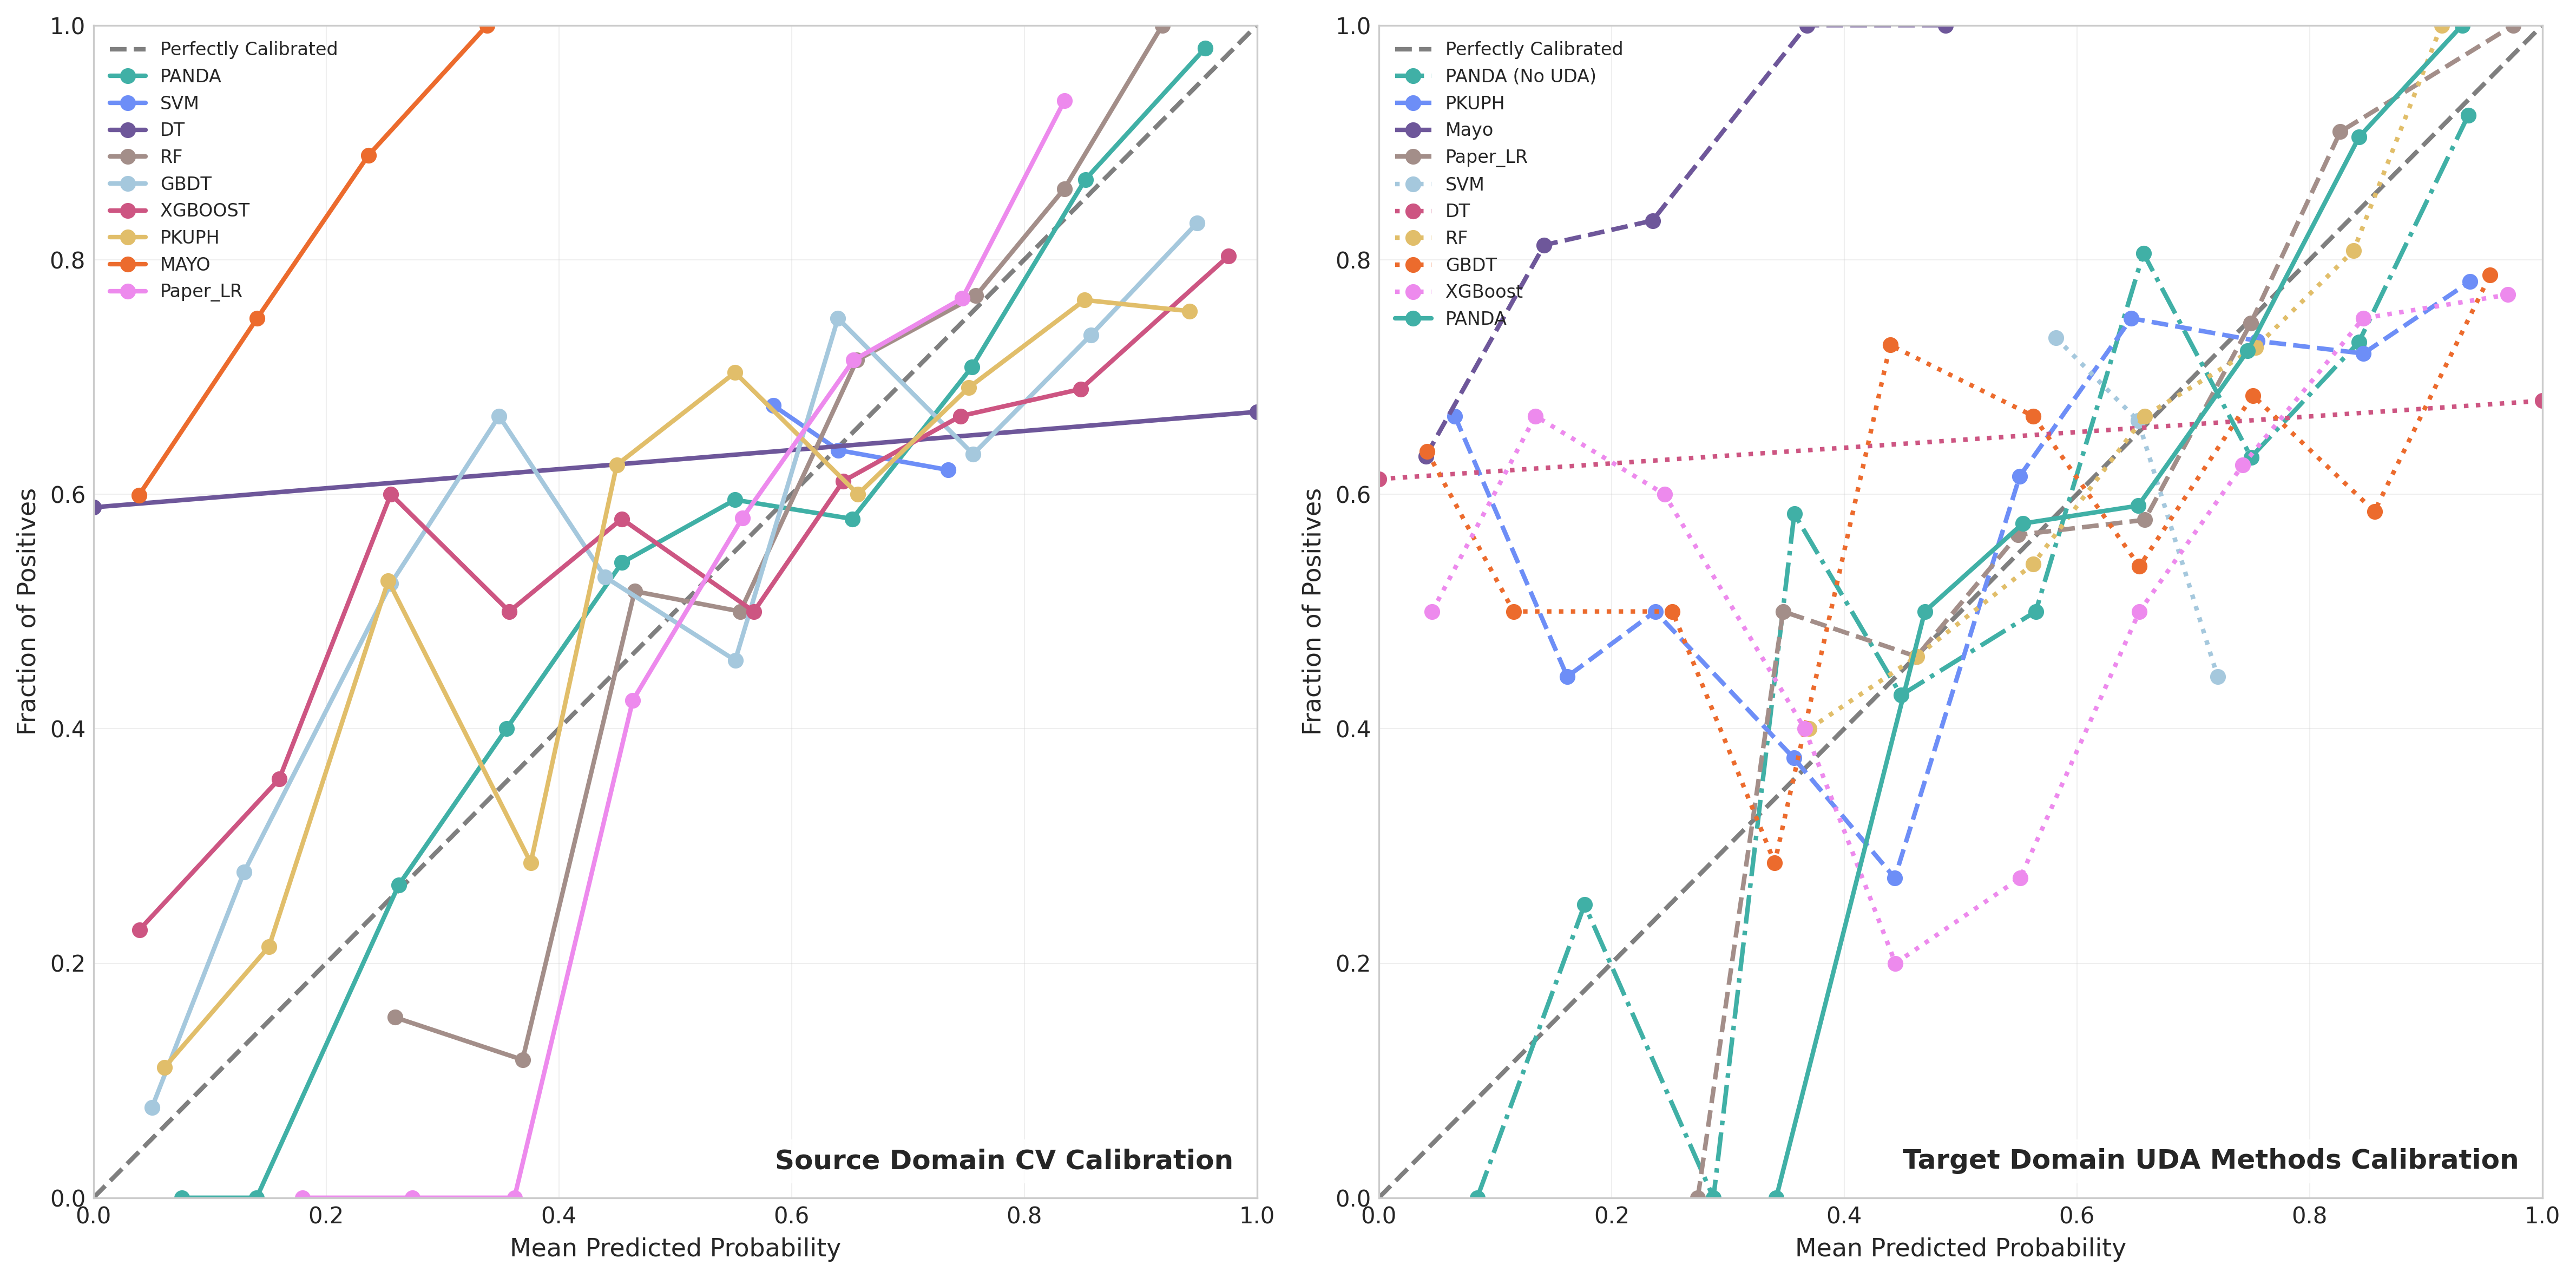 Fraction of Positives
1.0
0.8
0.6
0.4
0.2
0.0
Perfectly Calibrated
PANDA
SVM
DT
RF
GBDT
XGBOOST
PKUPH
MAYO
Paper_LR
Source Domain CV Calibration
0.0
0.2
0.4
0.6
0.8
1.0
Mean Predicted Probability
Fraction of Positives
1.0
0.8
0.6
0.4
0.2
0.0
Perfectly Calibrated
PANDA (No UDA)
PKUPH
Mayo
Paper_LR
SVM
DT
RF
GBDT
XGBoost
PANDA
Target Domain UDA Methods Calibration
0.0
0.2
0.4
0.6
0.8
1.0
Mean Predicted Probability